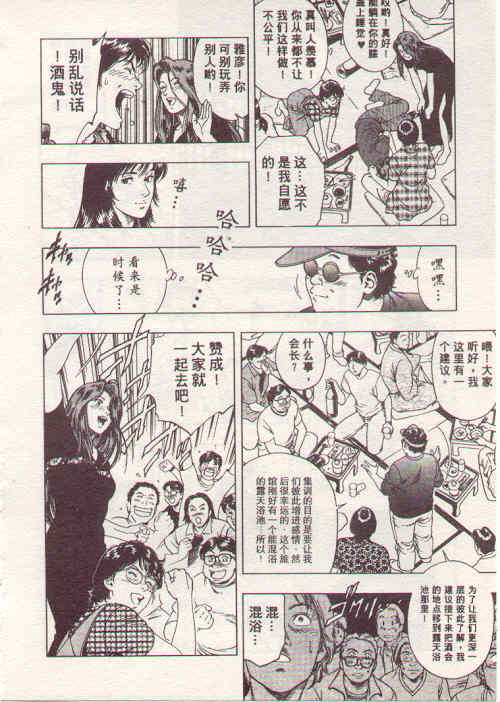 哎哟！真好！
能躺在你的膝
盖上睡觉♥
真叫人羡慕！
你从来都不让
我们这样做！
不公平！
这…这不
是我自愿
的！
雅彦！你
可别玩弄
别人哟！
别乱说话
！酒鬼！
哈
哈
哈
…
嘿
嘿…
看来是
时候了…
喂！大家
听好，我
这里有一
个建议。
什么事，
会长？
集训的目的是要让我
们彼此增进感情。然
后很幸运的，这个旅
馆刚好有一个能混浴
的露天浴池…所以！
赞成！
大家就
一起去吧！
为了让我们更深一
层的彼此了解，我
建议接下来把酒会
的地点移到露天浴
池那里！
混…
混浴…